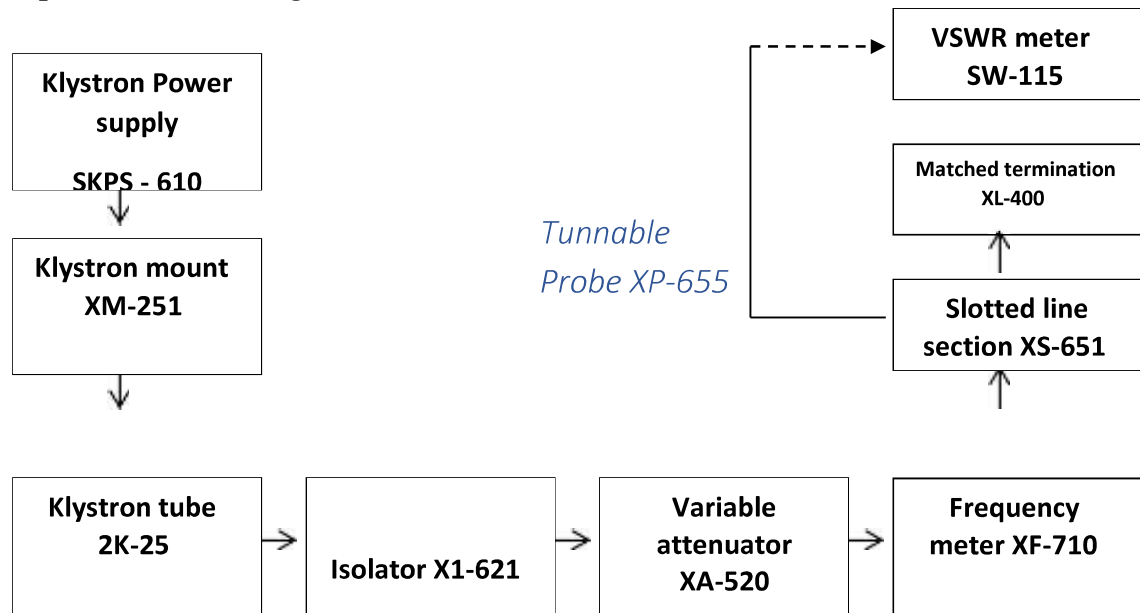 Klystron Power
supply
SKPS - 610
Klystron mount
XM-251
Klystron tube
2K-25
Isolator X1-621
Variable
attenuator
XA-520
Frequency
meter XF-710
Slotted line
section XS-651
Matched termination
XL-400
VSWR meter
SW-115
Tunnable
Probe XP-655